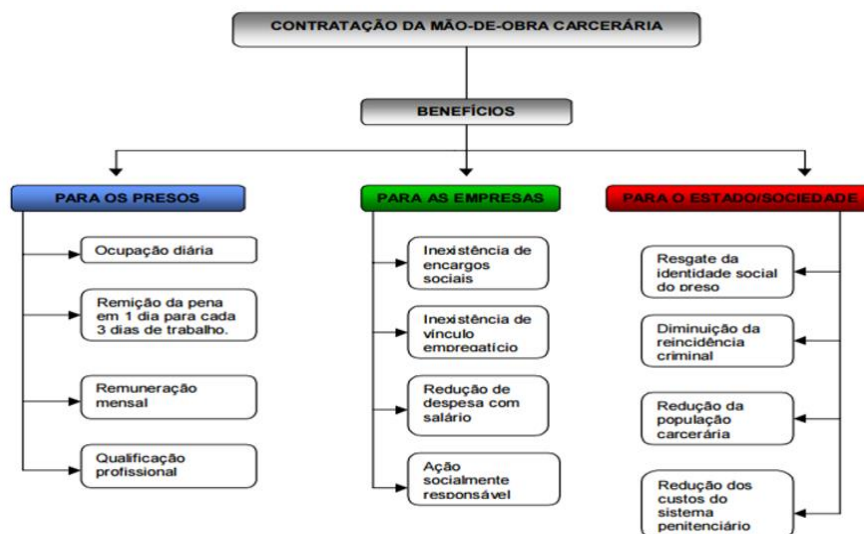 CONTRATAÇÃO DA MÃO-DE-OBRA CARCERÁRIA
BENEFÍCIOS
PARA OS PRESOS
Ocupação diária
Remição da pena
em 1 dia para cada
3 dias de trabalho.
Remuneração
mensal
Qualificação
profissional
PARA AS EMPRESAS
Inexistência de
encargos
sociais
Inexistência de
vínculo
empregatício
Redução de
despesa com
salário
Ação
socialmente
responsável
PARA O ESTADO/SOCIEDADE
Resgate da
identidade social
do preso
Diminuição da
reincidência
criminal
Redução da
população
carcerária
Redução dos
custos do
sistema
penitenciário